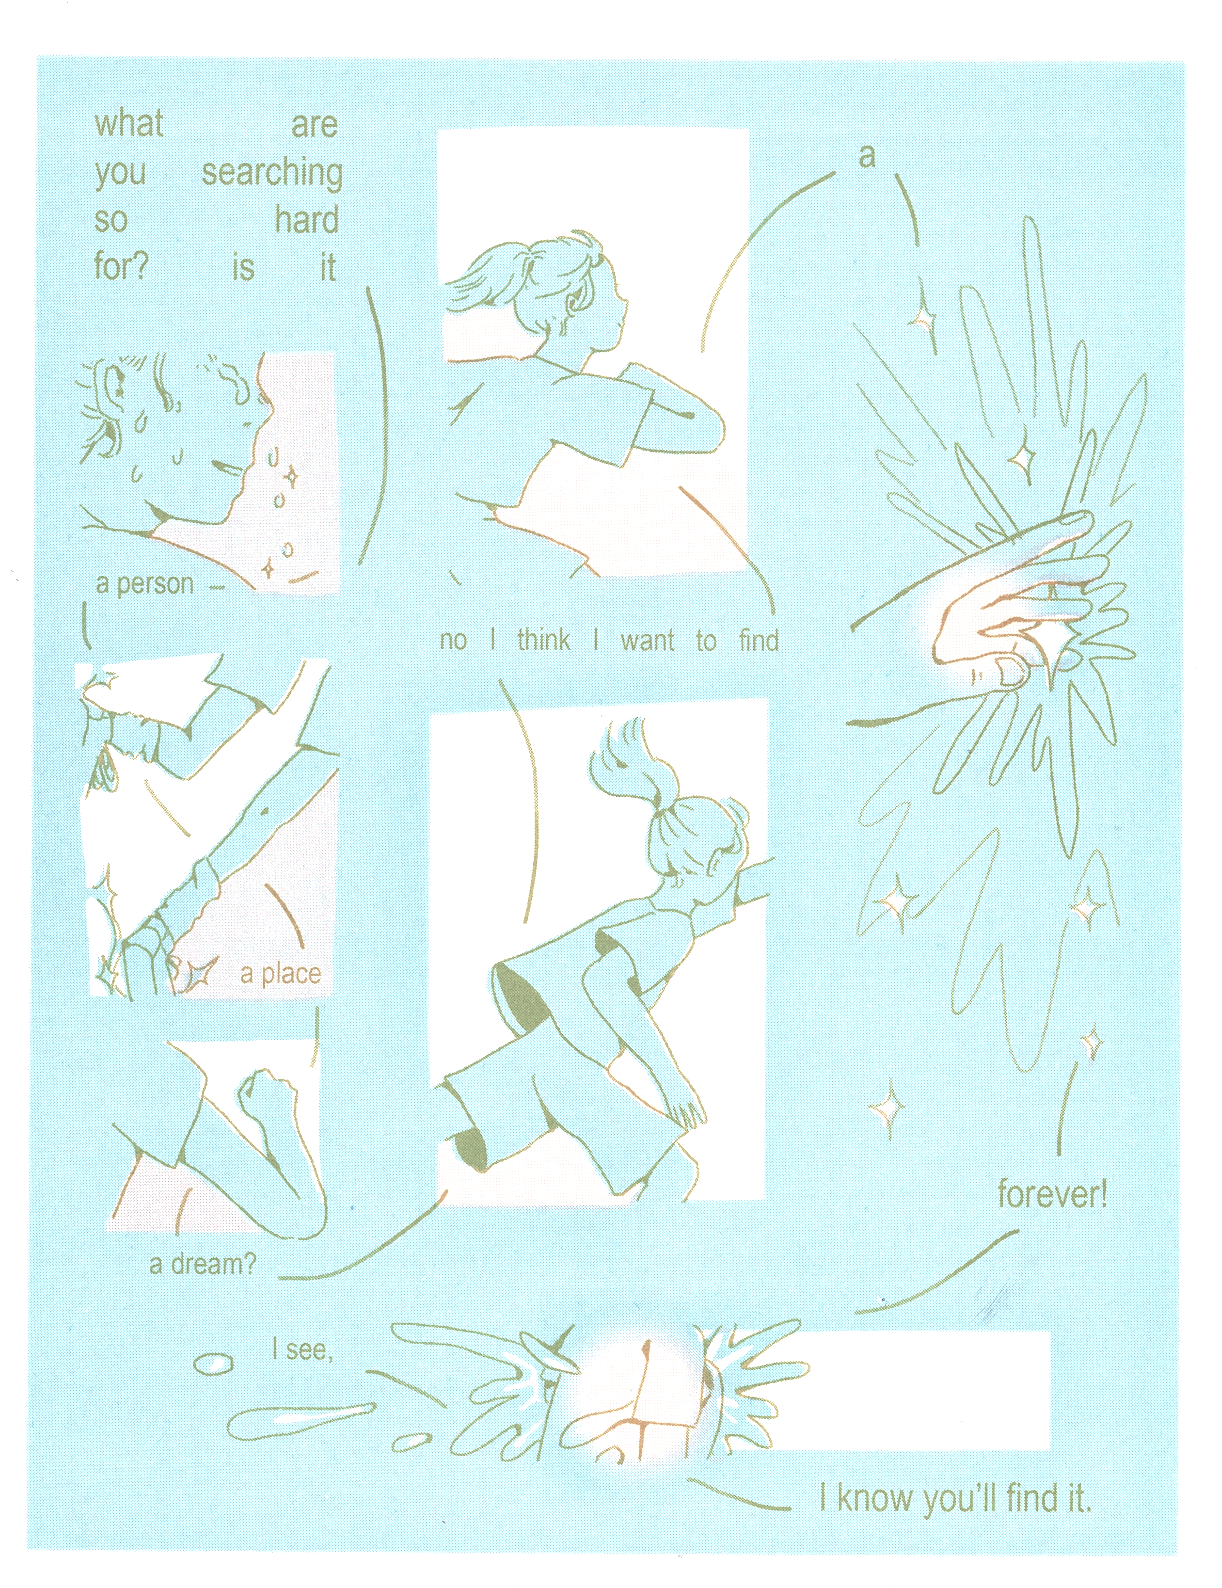 what are
you searching
so hard
for? is it
a person –
a place
a dream?
no I think I want to find
a
forever!
I see,
I know you'll find it.